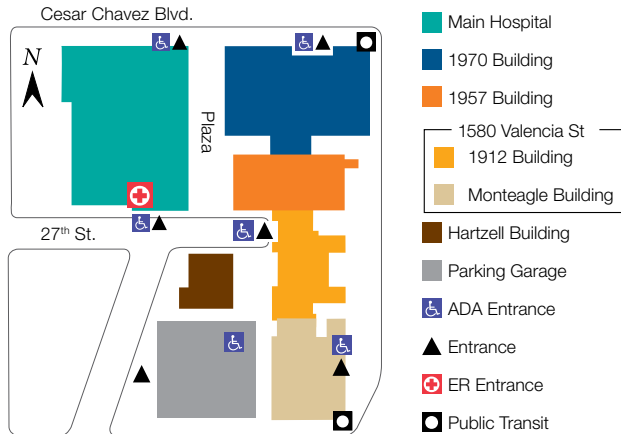 Cesar Chavez Blvd.
N
Plaza
27th St.
Main Hospital
1970 Building
1957 Building
1580 Valencia St
1912 Building
Monteagle Building
Hartzell Building
Parking Garage
ADA Entrance
Entrance
ER Entrance
Public Transit